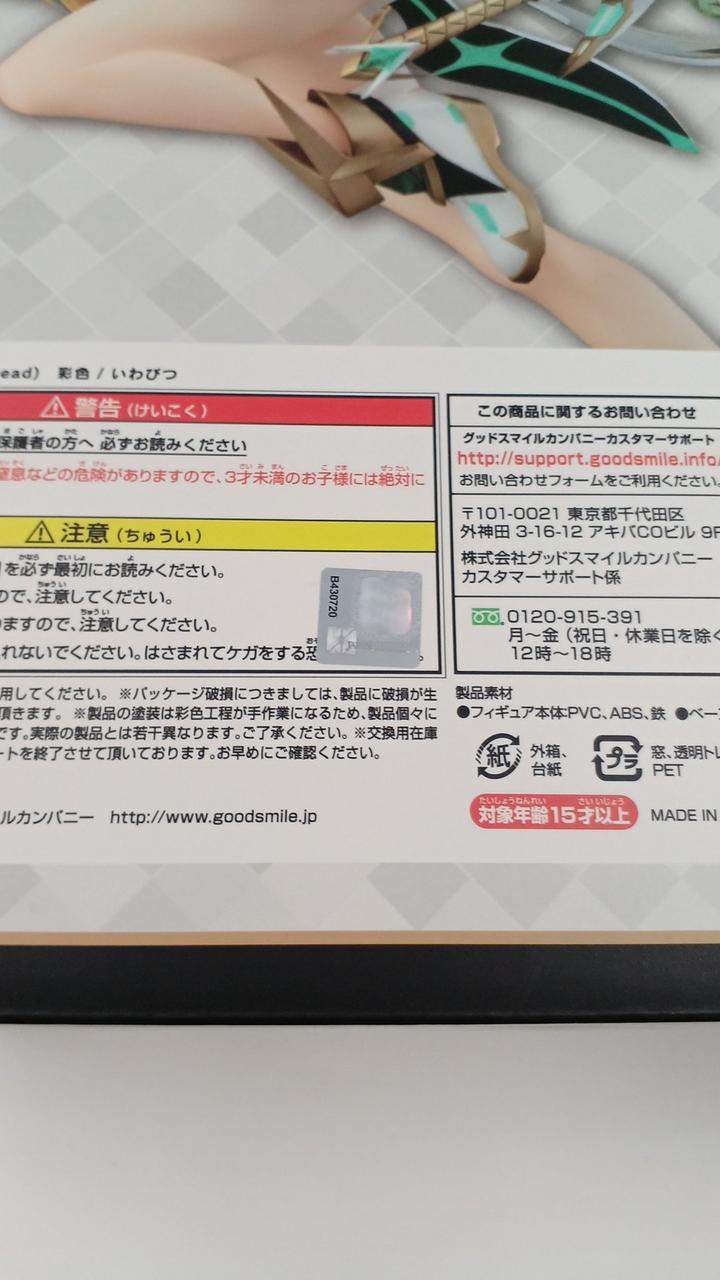 ead） 彩色 / いわびつ
警告（けいこく）
保護者の方へ 必ずお読みください
窒息などの危険がありますので、3才未満のお子様には絶対に
注意（ちゅうい）
を必ず最初にお読みください。
ので、注意してください。
ますので、注意してください。
れないでください。はさまれてケガをする恐
B430720
用してください。 ※パッケージ破損につきましては、製品に破損が生
頂きます。 ※製品の塗装は彩色工程が手作業になるため、製品個々に
です。実際の製品とは若干異なります。ご了承ください。 ※交換用在庫
ートを終了させて頂いております。お早めにご確認ください。
ルカンパニー http://www.goodsmile.jp
この商品に関するお問い合わせ
グッドスマイルカンパニーカスタマーサポート
http://support.goodsmile.info/
お問い合わせフォームをご利用ください。
〒101-0021 東京都千代田区
外神田 3-16-12 アキバCOビル 9F
株式会社グッドスマイルカンパニー
カスタマーサポート係
0120-915-391
月～金（祝日・休業日を除く
12時～18時
製品素材
●フィギュア本体:PVC、ABS、鉄 ●ベー
紙 外箱、
台紙
プラ 窓、透明トレ
PET
たいしょうねんれい さいいじょう
対象年齢15才以上 MADE IN